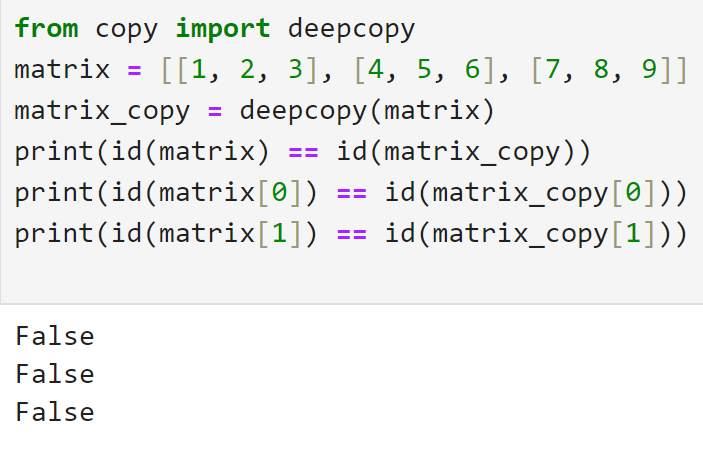 from copy import deepcopy
matrix = [[1, 2, 3], [4, 5, 6], [7, 8, 9]]
matrix_copy = deepcopy(matrix)
print(id(matrix) == id(matrix_copy))
print(id(matrix[0]) == id(matrix_copy[0]))
print(id(matrix[1]) == id(matrix_copy[1]))
False
False
False